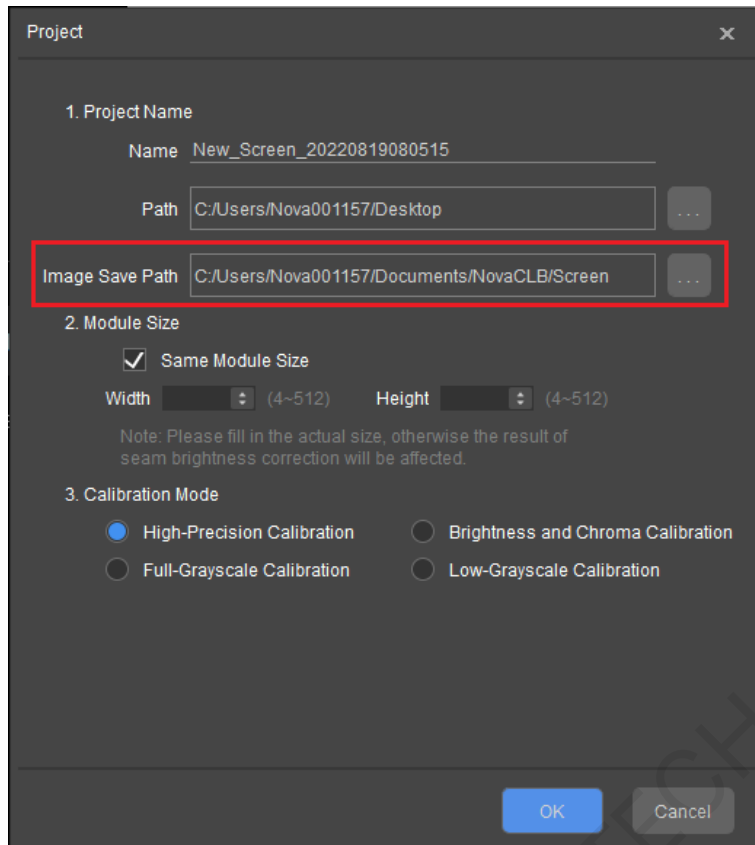 Project
1. Project Name
Name New_Screen_20220819080515
Path C:/Users/Nova001157/Desktop ...
Image Save Path C:/Users/Nova001157/Documents/NovaCLB/Screen ...
2. Module Size
Same Module Size
Width (4~512) Height (4~512)
Note: Please fill in the actual size, otherwise the result of
seam brightness correction will be affected.
3. Calibration Mode
High-Precision Calibration Brightness and Chroma Calibration
Full-Grayscale Calibration Low-Grayscale Calibration
OK Cancel